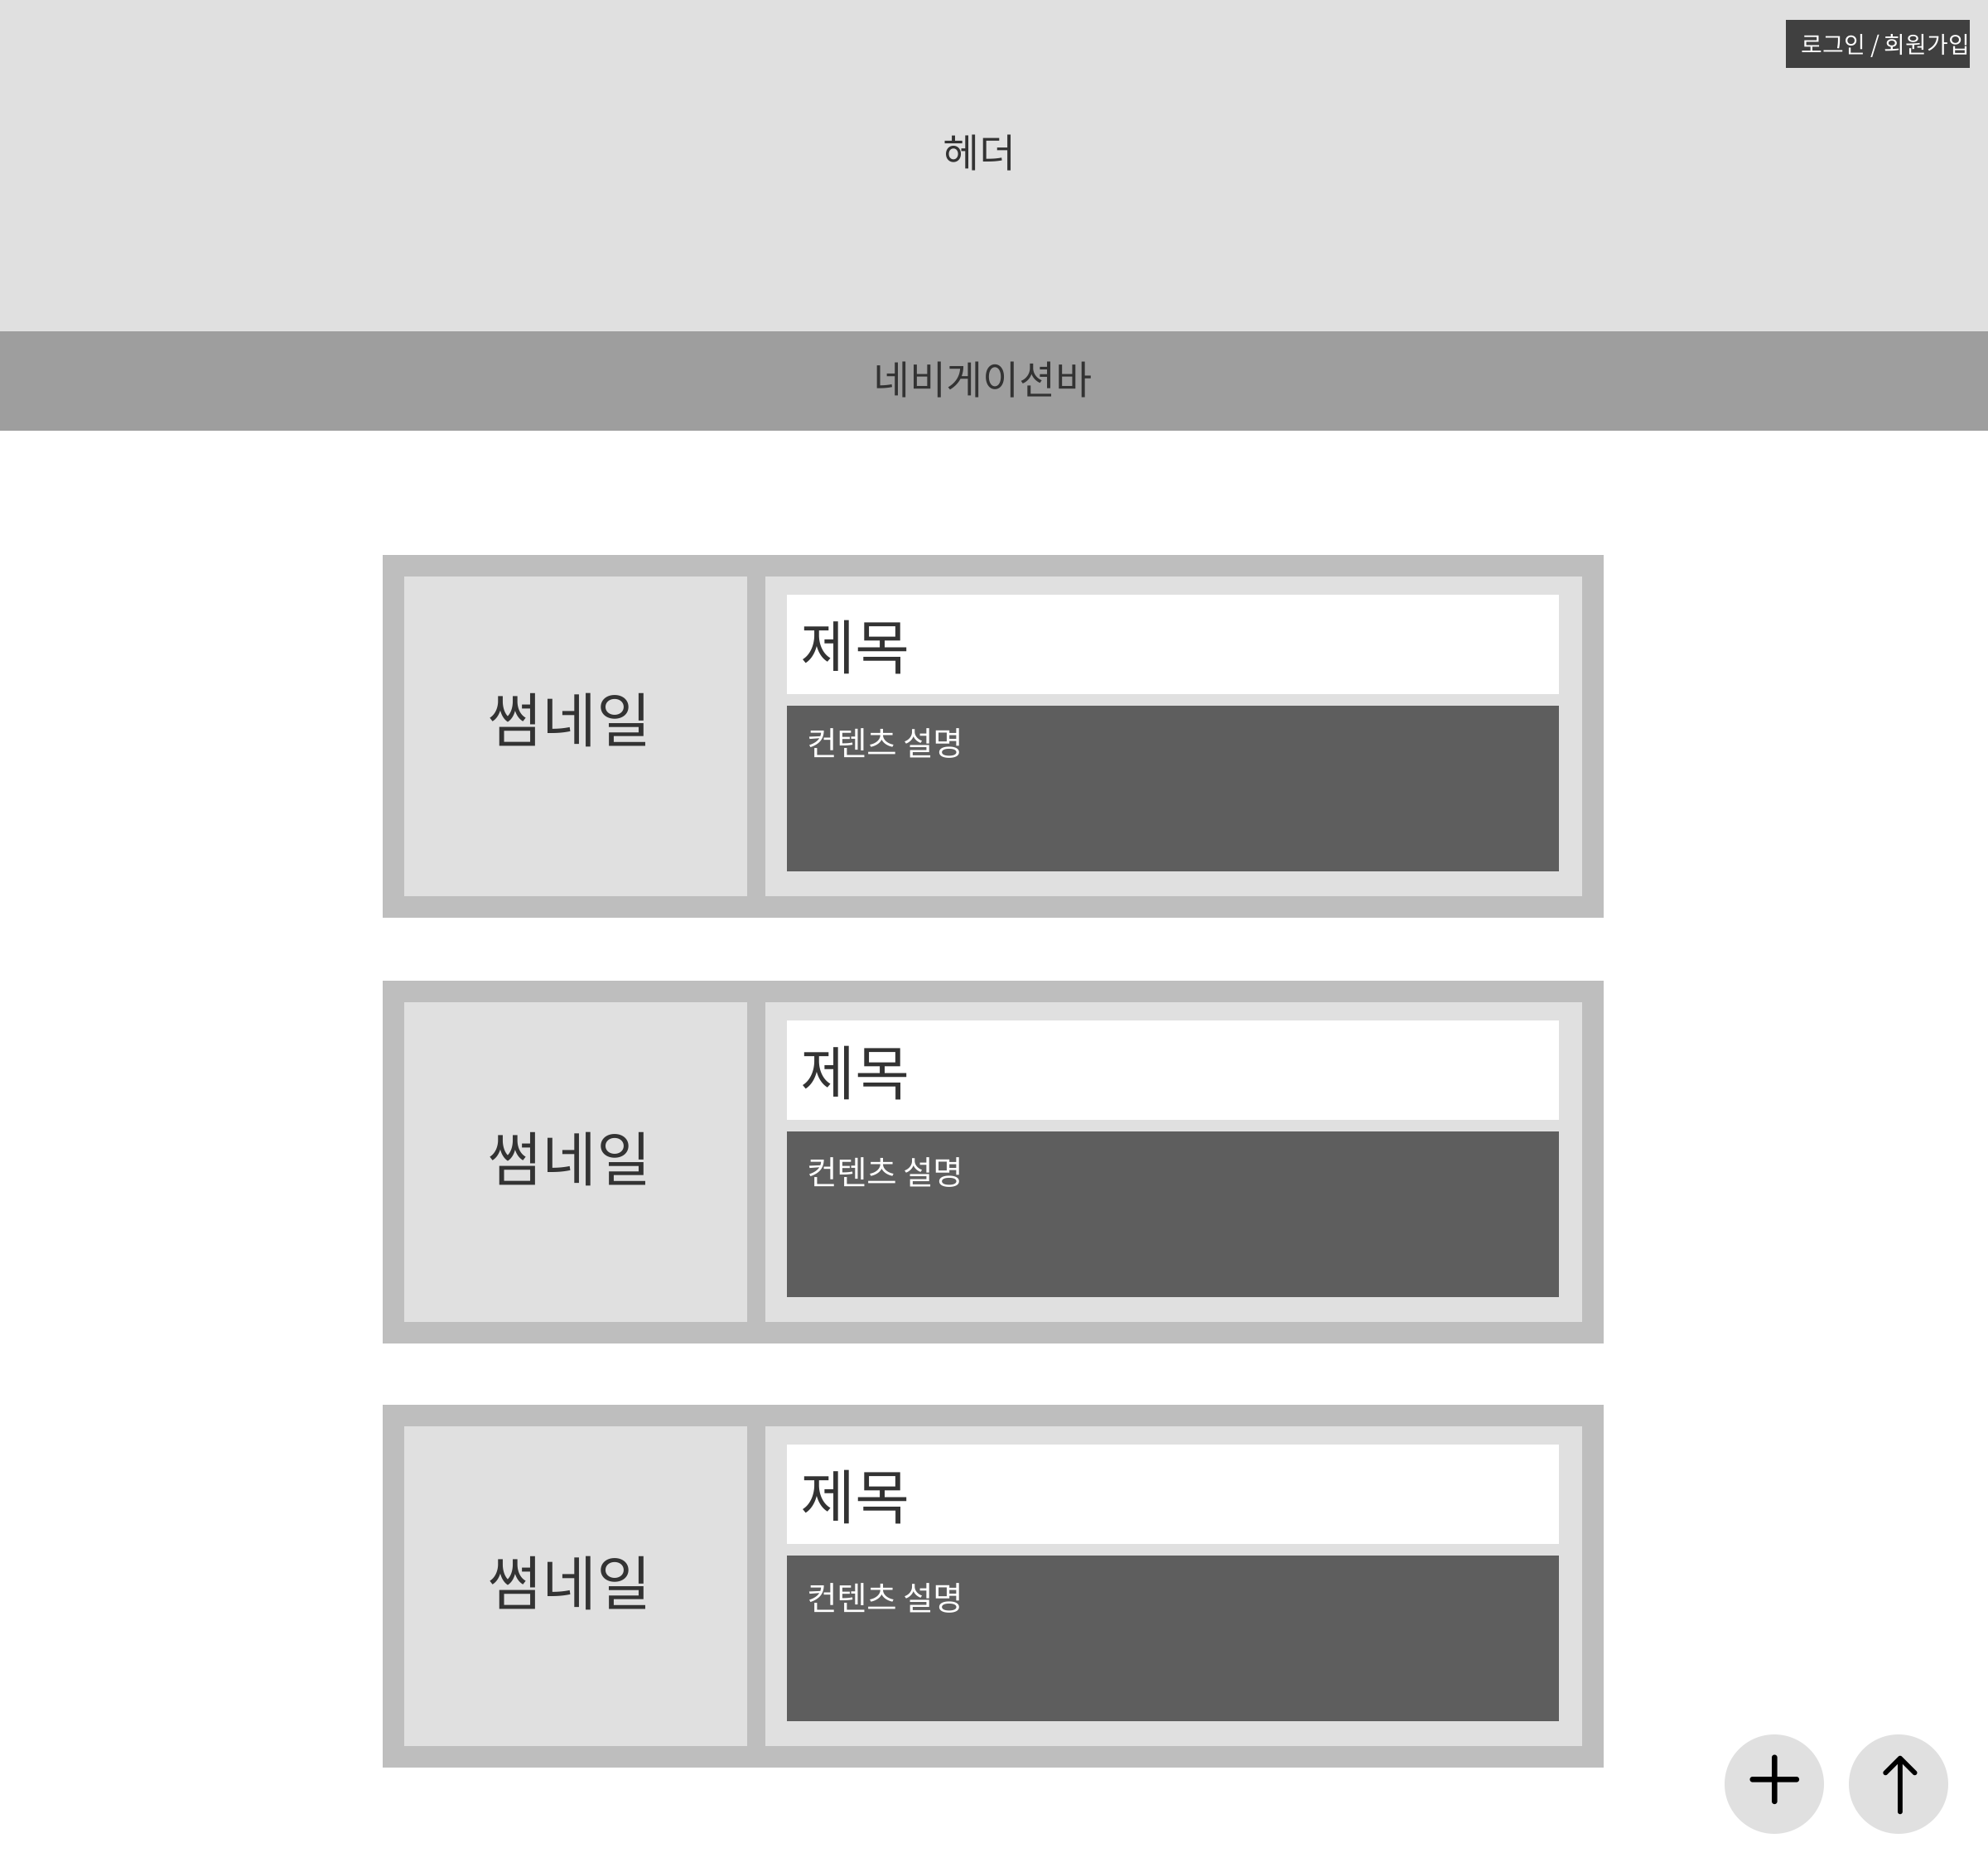 로그인 / 회원가입
헤더
네비게이션바
썸네일
제목
컨텐츠 설명
썸네일
제목
컨텐츠 설명
썸네일
제목
컨텐츠 설명